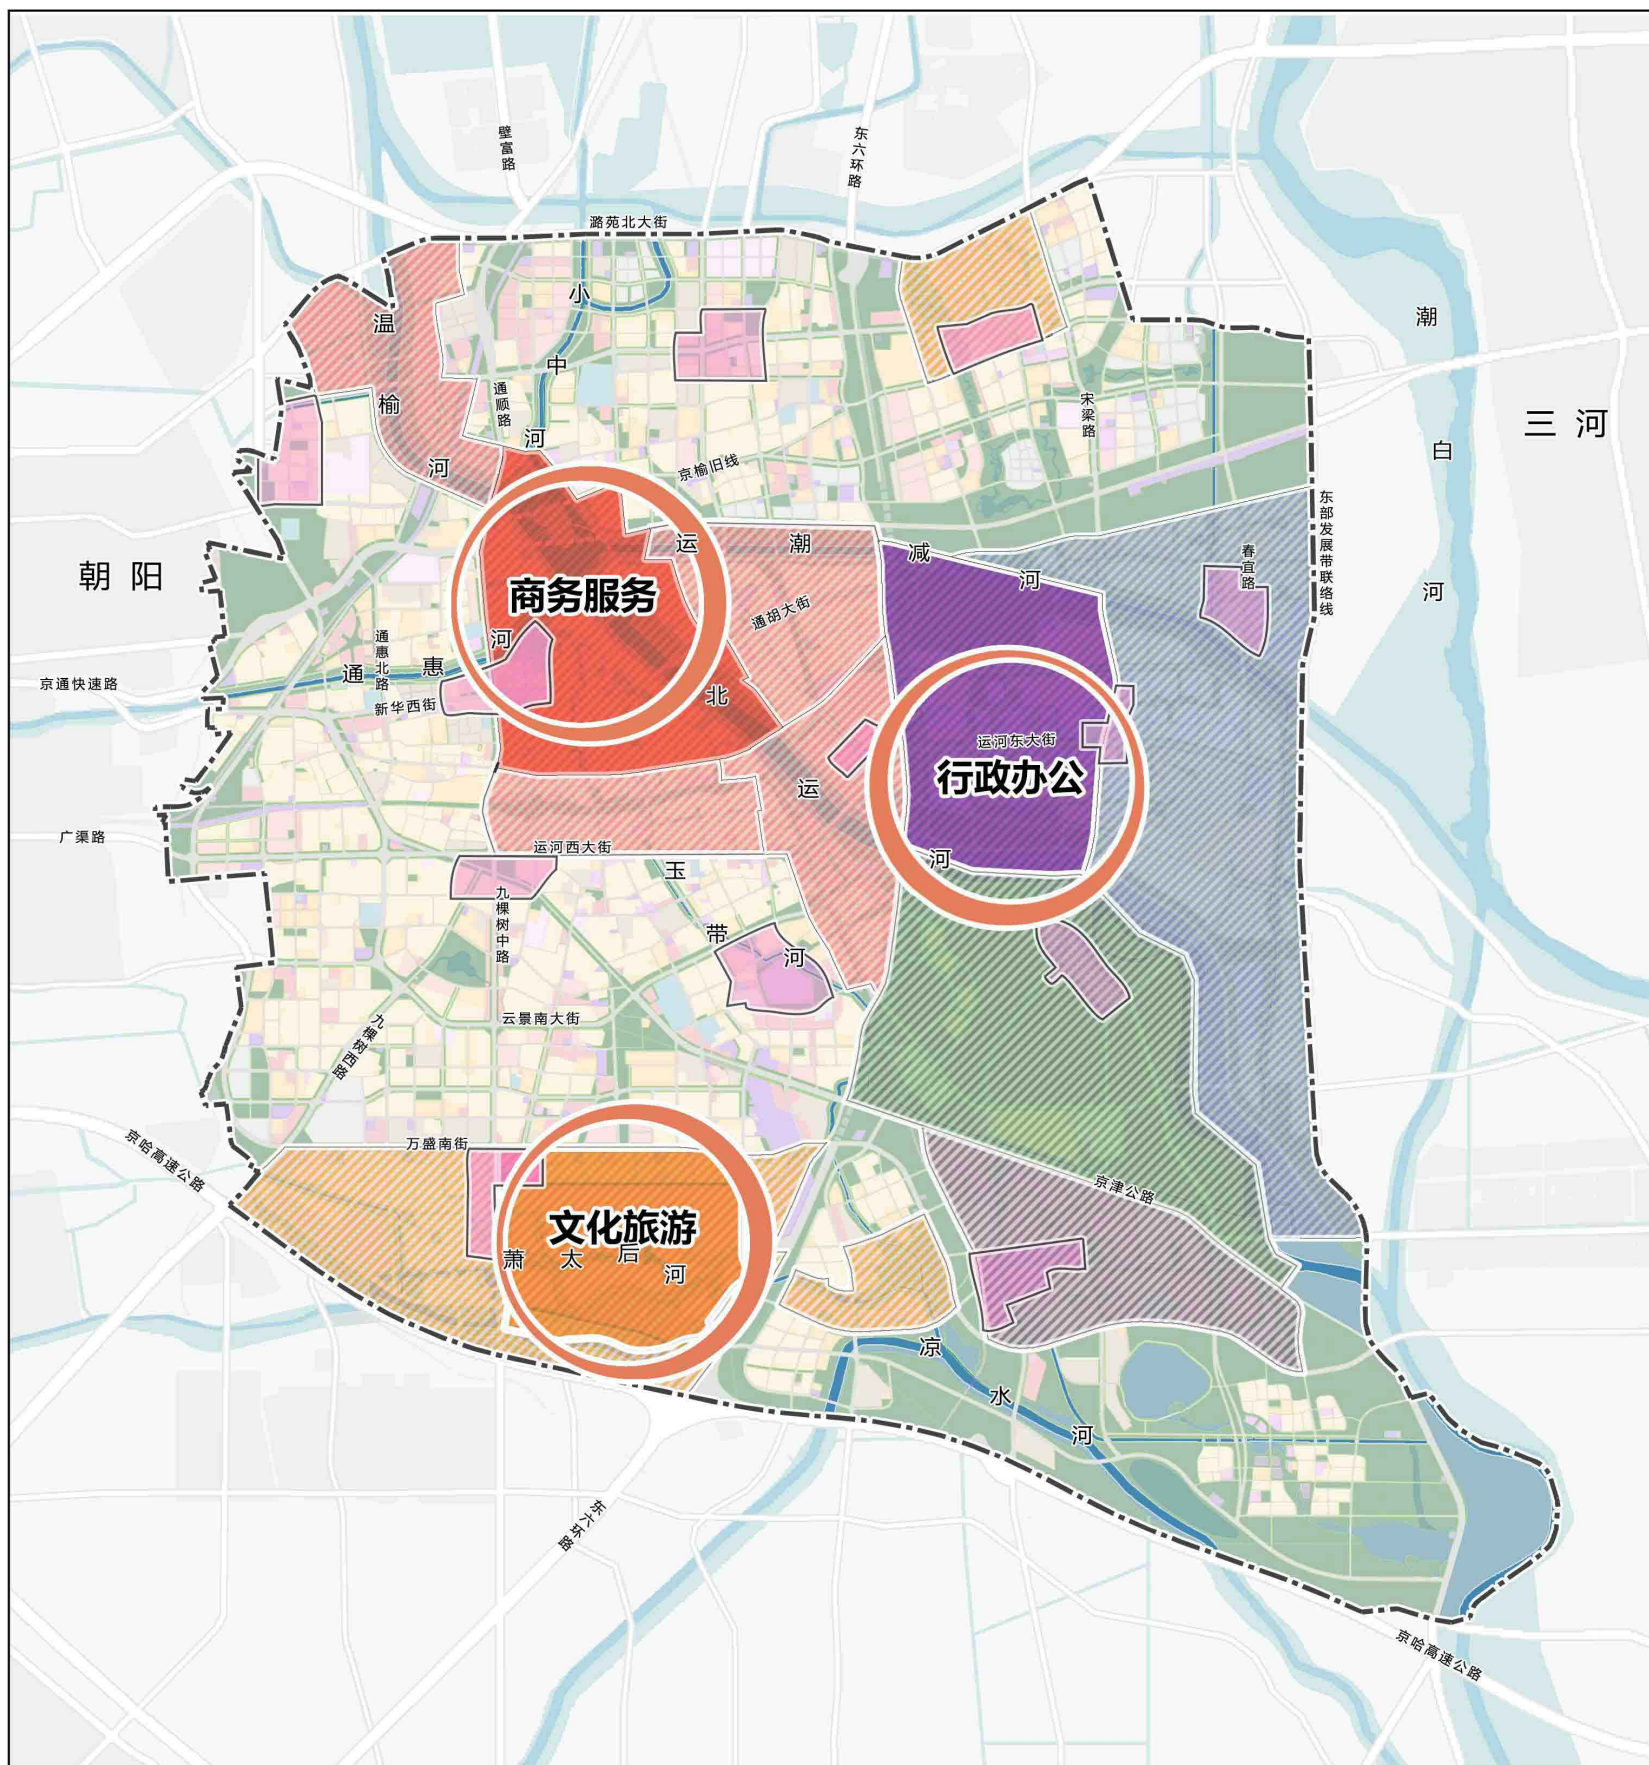 壁富路
东六环路
潞苑北大街
小中河
温榆河
潮白河
三河
通顺路
宋梁路
京榆旧线
东部发展带联络线
运潮减河
春宜路
朝阳
商务服务
通胡大街
通惠河
通惠北路
京通快速路
新华西街
北运河
运河东大街
行政办公
广渠路
运河西大街
玉带河
九棵树中路
云景南大街
九棵树西路
万盛南街
京哈高速公路
京津公路
文化旅游
萧太后河
凉水河
东六环路
京哈高速公路